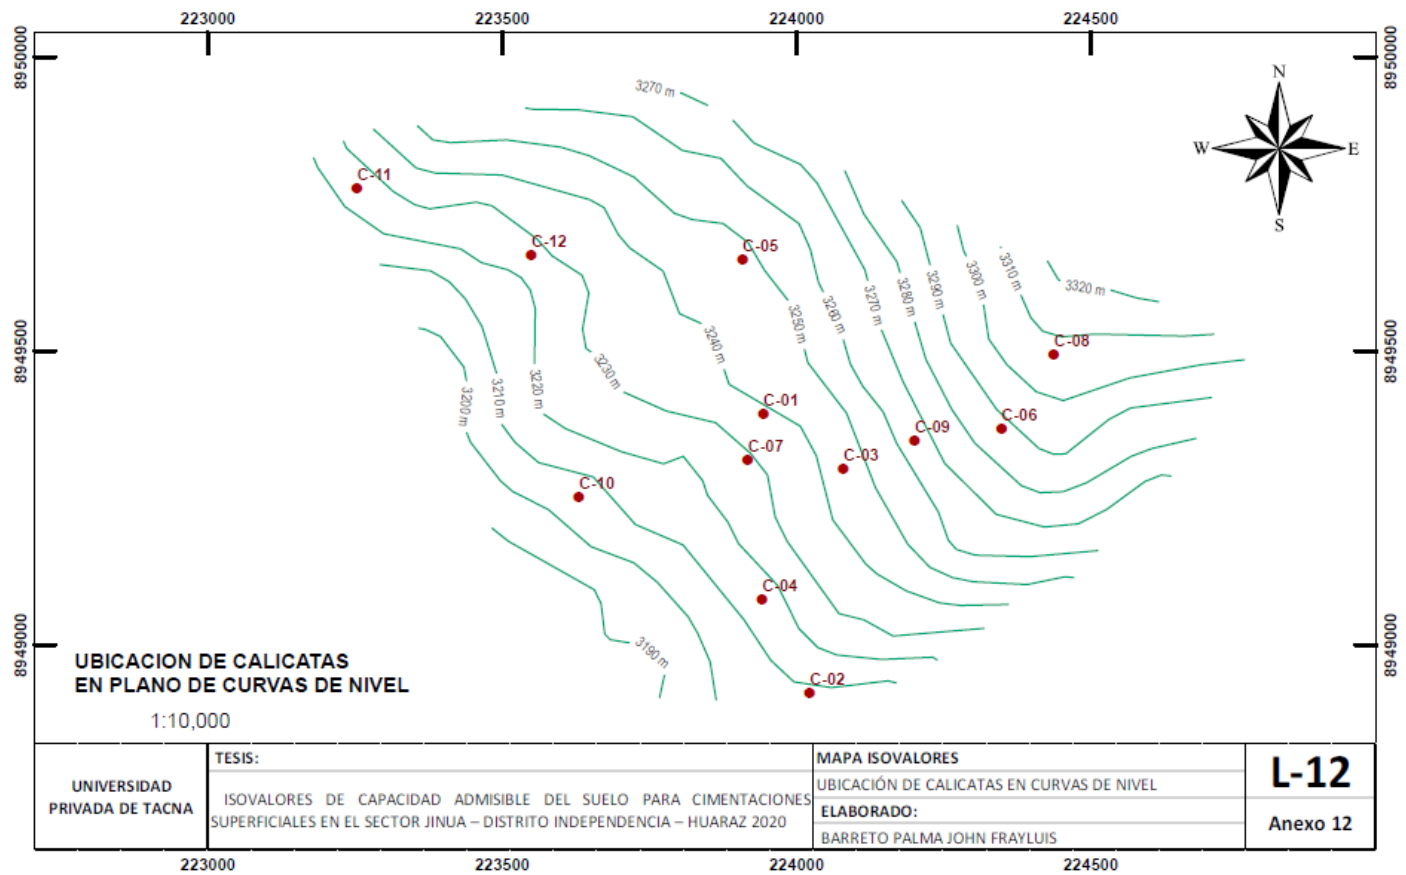 223000 223500 224000 224500
8950000 8950000
N
3270 m
W E
C-11
S
C-12 C-05
3320 m
3310 m
3300 m
3290 m
3280 m
3270 m
3260 m
3250 m
3240 m
C-08
8949500 8949500
3230 m
3220 m
3210 m
3200 m
C-01
C-06
C-09
C-07
C-03
C-10
C-04
8949000 8949000
3190 m
C-02
UBICACION DE CALICATAS
EN PLANO DE CURVAS DE NIVEL
1:10,000
UNIVERSIDAD
PRIVADA DE TACNA
TESIS:
ISOVALORES DE CAPACIDAD ADMISIBLE DEL SUELO PARA CIMENTACIONES
SUPERFICIALES EN EL SECTOR JINUA – DISTRITO INDEPENDENCIA – HUARAZ 2020
MAPA ISOVALORES
UBICACIÓN DE CALICATAS EN CURVAS DE NIVEL
ELABORADO:
BARRETO PALMA JOHN FRAYLUIS
L-12
Anexo 12
223000 223500 224000 224500